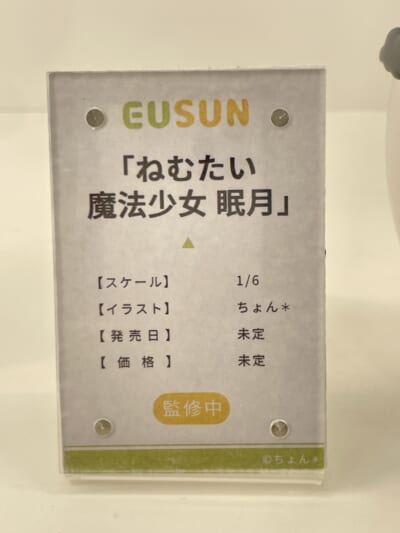 EUSUN
「ねむたい
魔法少女 眠月」
【スケール】 1/6
【イラスト】 ちょん＊
【発売日】 未定
【価格】 未定
監修中
©ちょん＊